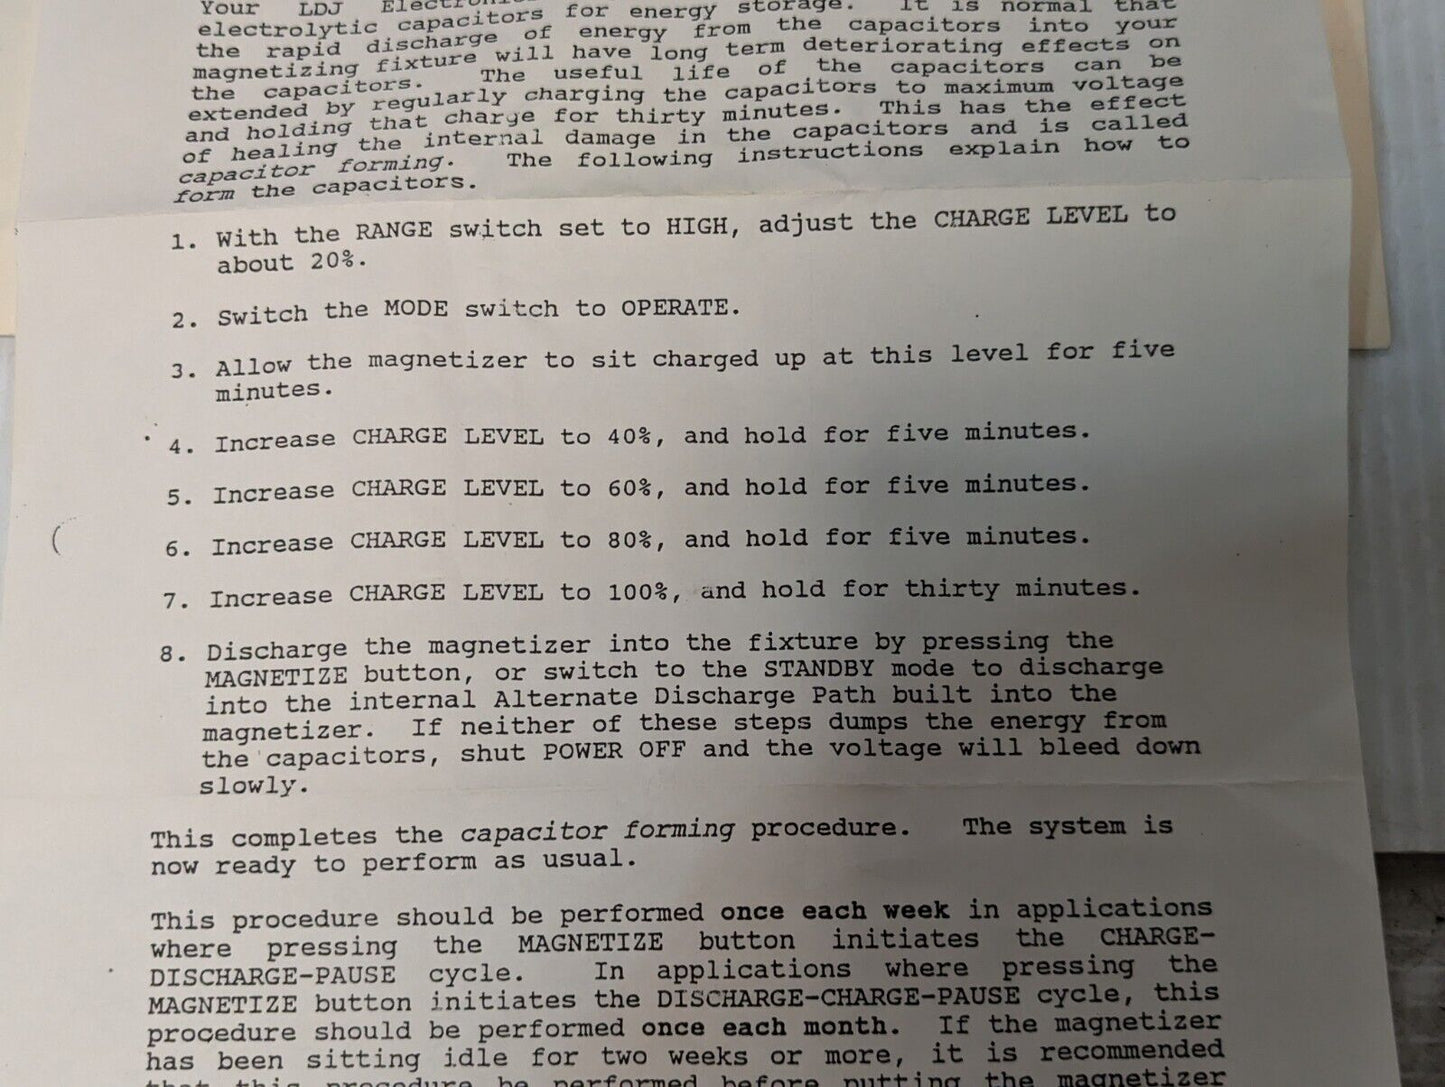 Your LDJ Electronics
electrolytic capacitors for energy storage. It is normal that
the rapid discharge of energy from the capacitors into your
magnetizing fixture will have long term deteriorating effects on
the capacitors. The useful life of the capacitors can be
extended by regularly charging the capacitors to maximum voltage
and holding that charge for thirty minutes. This has the effect
of healing the internal damage in the capacitors and is called
capacitor forming. The following instructions explain how to
form the capacitors.
1. With the RANGE switch set to HIGH, adjust the CHARGE LEVEL to
about 20%.
2. Switch the MODE switch to OPERATE.
3. Allow the magnetizer to sit charged up at this level for five
minutes.
4. Increase CHARGE LEVEL to 40%, and hold for five minutes.
5. Increase CHARGE LEVEL to 60%, and hold for five minutes.
6. Increase CHARGE LEVEL to 80%, and hold for five minutes.
7. Increase CHARGE LEVEL to 100%, and hold for thirty minutes.
8. Discharge the magnetizer into the fixture by pressing the
MAGNETIZE button, or switch to the STANDBY mode to discharge
into the internal Alternate Discharge Path built into the
magnetizer. If neither of these steps dumps the energy from
the capacitors, shut POWER OFF and the voltage will bleed down
slowly.
This completes the capacitor forming procedure. The system is
now ready to perform as usual.
This procedure should be performed once each week in applications
where pressing the MAGNETIZE button initiates the CHARGE-
DISCHARGE-PAUSE cycle. In applications where pressing the
MAGNETIZE button initiates the DISCHARGE-CHARGE-PAUSE cycle, this
procedure should be performed once each month. If the magnetizer
has been sitting idle for two weeks or more, it is recommended
that this procedure be performed before putting the magnetizer